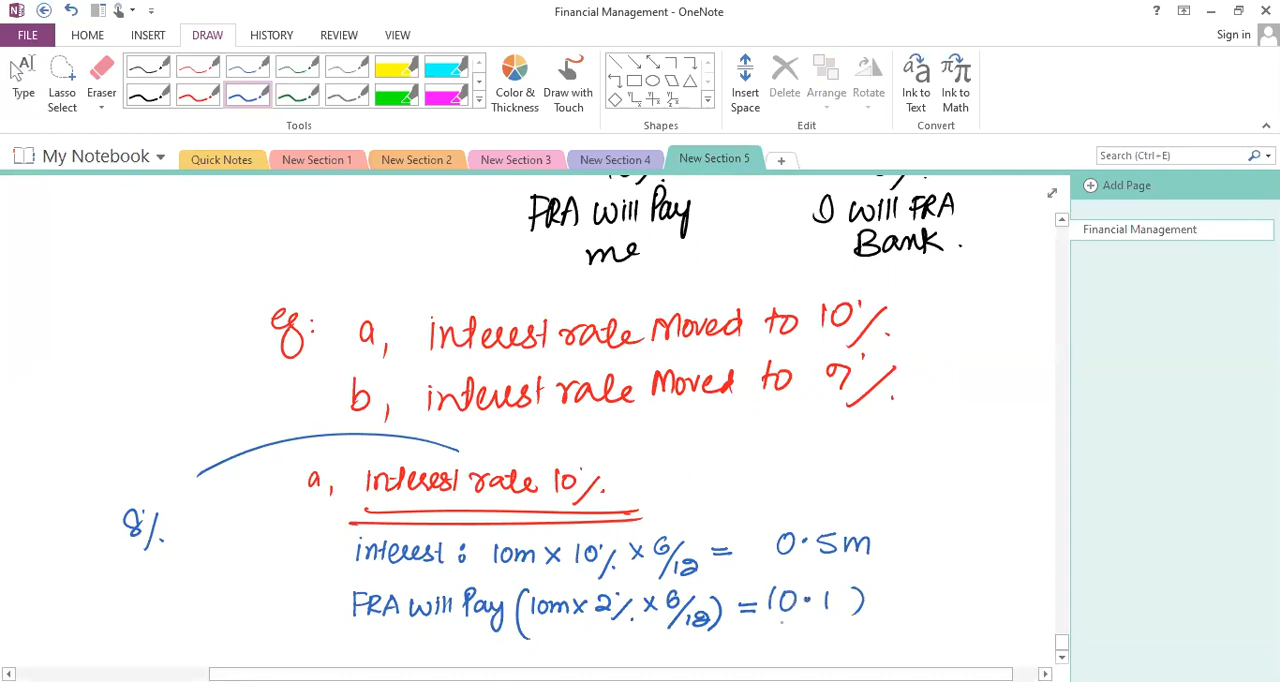 Financial Management - OneNote
FILE HOME INSERT DRAW HISTORY REVIEW VIEW
Sign in
Type Lasso Select Eraser Color & Thickness Draw with Touch Insert Space Delete Arrange Rotate Ink to Text Ink to Math
Tools Shapes Edit Convert
My Notebook Quick Notes New Section 1 New Section 2 New Section 3 New Section 4 New Section 5 Search (Ctrl+E)
Add Page
Financial Management
FRA will Pay me
I will FRA Bank.
eg: a, interest rate Moved to 10%.
b, interest rate Moved to 7%.
a, interest rate 10%.
8%.
interest: 10m × 10% × 6/12 = 0.5m
FRA will Pay (10m × 2% × 6/12) = (0.1 )